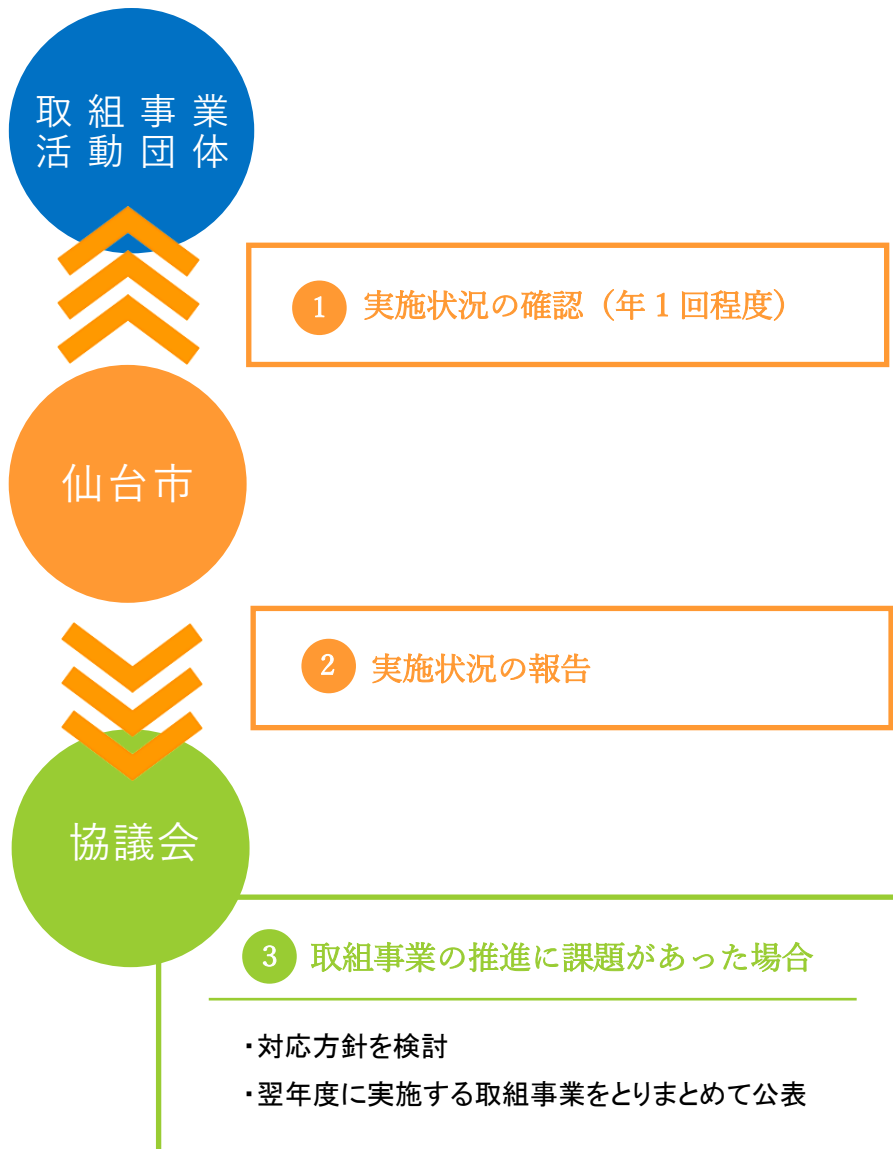 取組事業
活動団体
1 実施状況の確認（年１回程度）
仙台市
2 実施状況の報告
協議会
3 取組事業の推進に課題があった場合
・対応方針を検討
・翌年度に実施する取組事業をとりまとめて公表